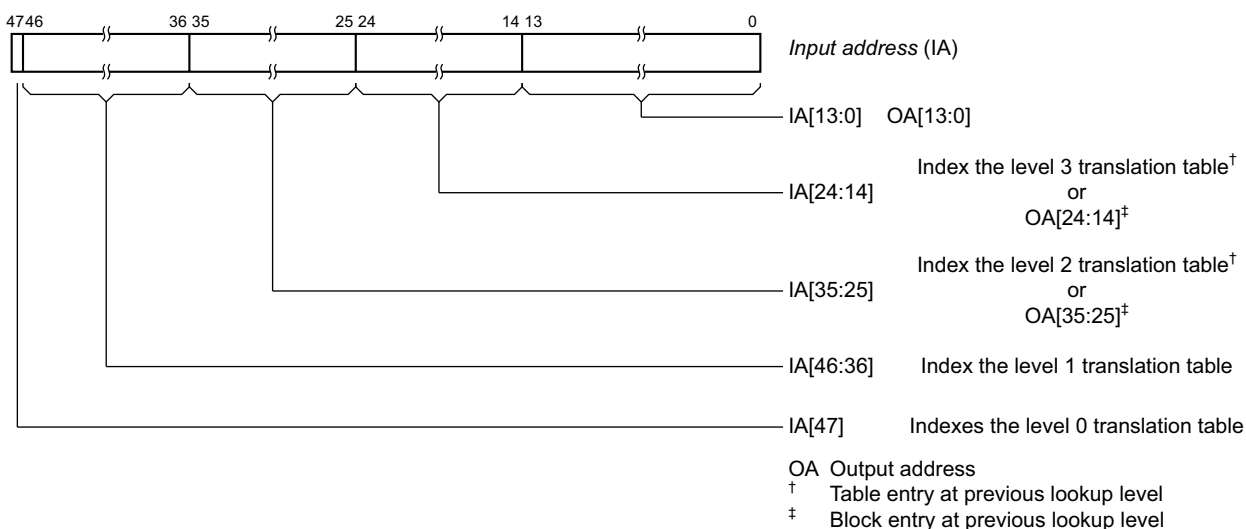 4746 36 35 25 24 14 13 0
Input address (IA)
IA[13:0] OA[13:0]
Index the level 3 translation table†
IA[24:14] or
OA[24:14]‡
Index the level 2 translation table†
IA[35:25] or
OA[35:25]‡
IA[46:36] Index the level 1 translation table
IA[47] Indexes the level 0 translation table
OA Output address
† Table entry at previous lookup level
‡ Block entry at previous lookup level